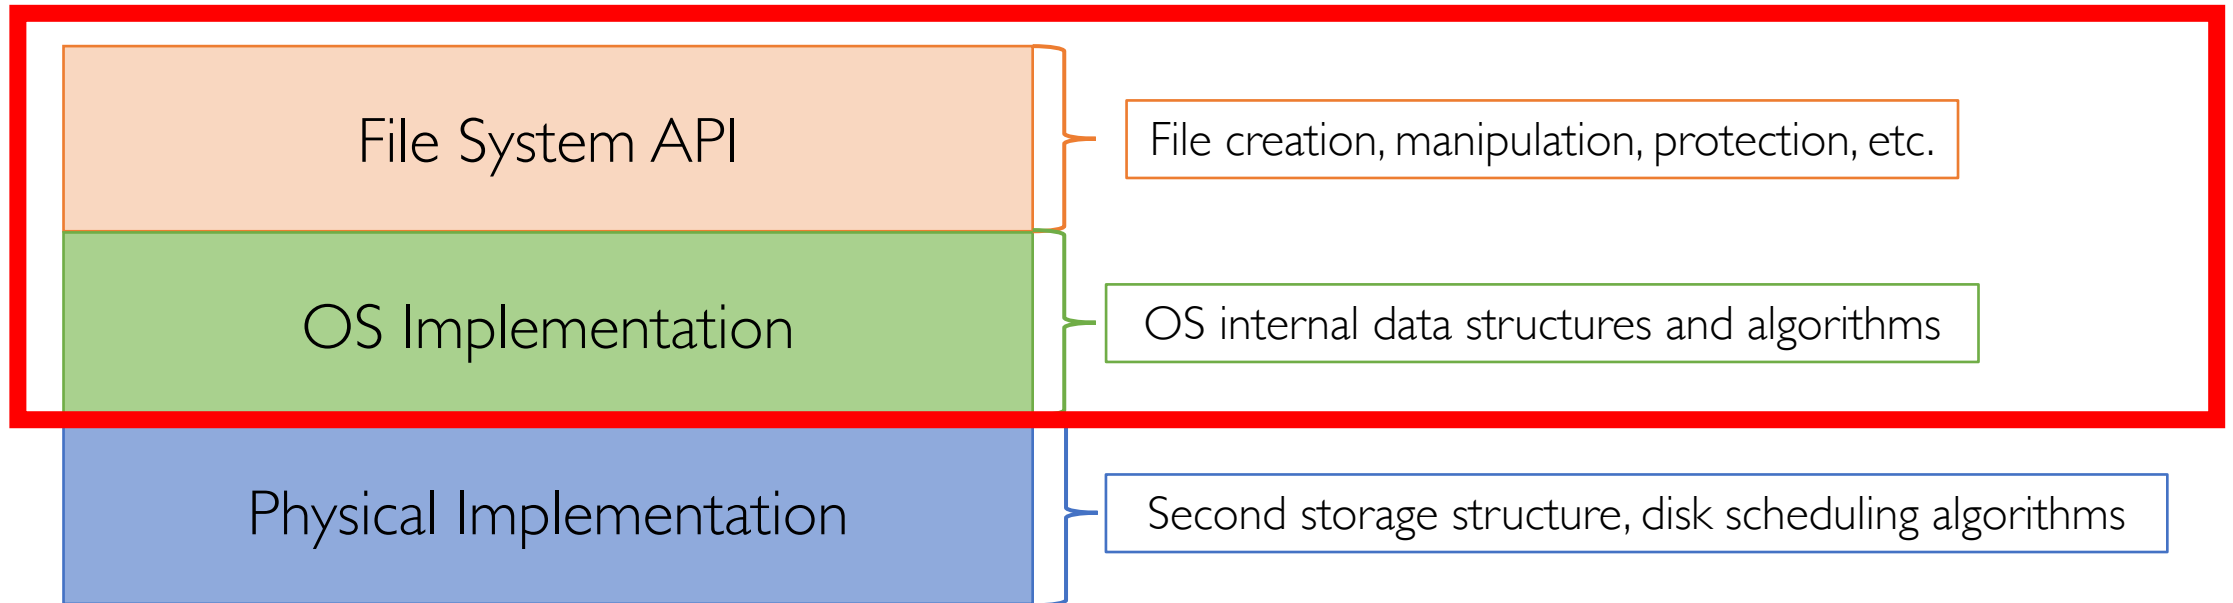 File System API
File creation, manipulation, protection, etc.
OS Implementation
OS internal data structures and algorithms
Physical Implementation
Second storage structure, disk scheduling algorithms